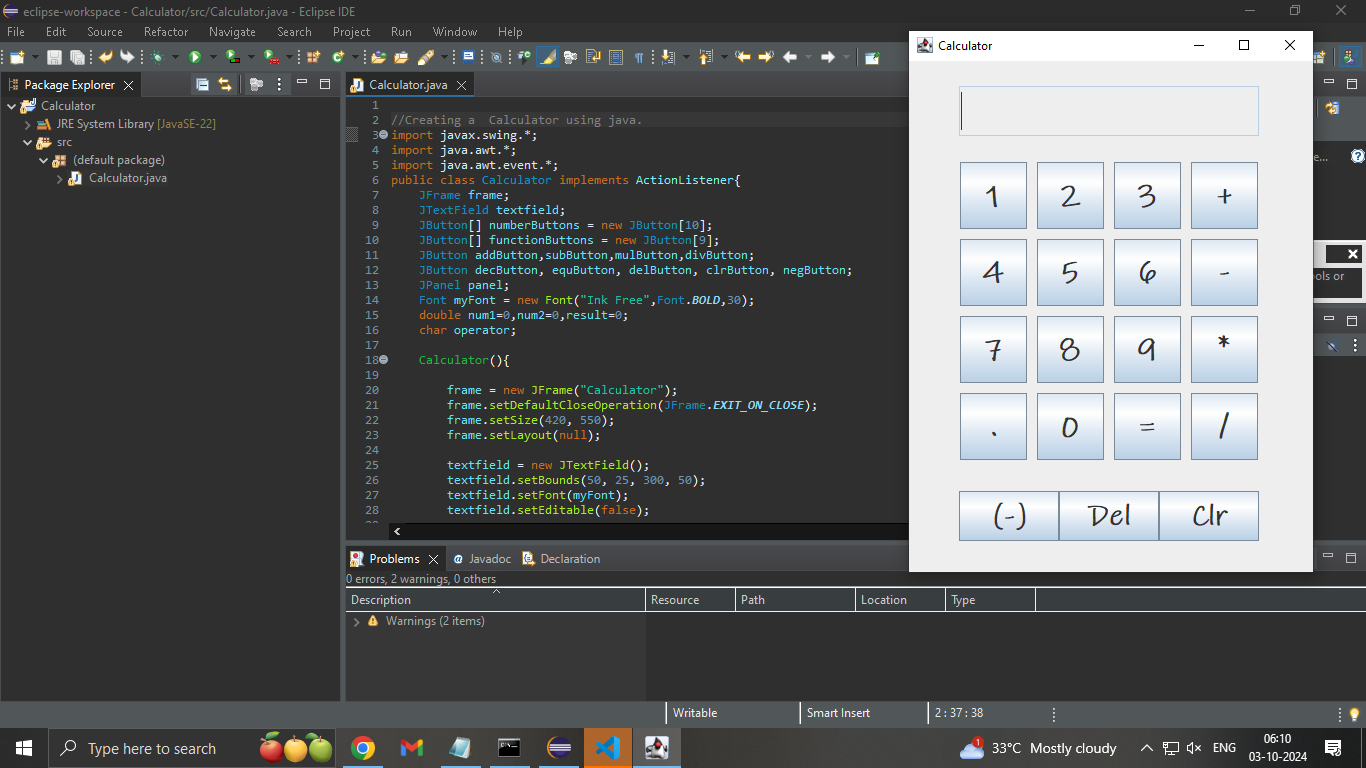 eclipse-workspace - Calculator/src/Calculator.java - Eclipse IDE
File Edit Source Refactor Navigate Search Project Run Window Help
Package Explorer
Calculator
JRE System Library [JavaSE-22]
src
(default package)
Calculator.java
Calculator.java
1
2 //Creating a  Calculator using java.
3 import javax.swing.*;
4 import java.awt.*;
5 import java.awt.event.*;
6 public class Calculator implements ActionListener{
7 JFrame frame;
8 JTextField textfield;
9 JButton[] numberButtons = new JButton[10];
10 JButton[] functionButtons = new JButton[9];
11 JButton addButton,subButton,mulButton,divButton;
12 JButton decButton, equButton, delButton, clrButton, negButton;
13 JPanel panel;
14 Font myFont = new Font("Ink Free",Font.BOLD,30);
15 double num1=0,num2=0,result=0;
16 char operator;
17
18 Calculator(){
19
20 frame = new JFrame("Calculator");
21 frame.setDefaultCloseOperation(JFrame.EXIT_ON_CLOSE);
22 frame.setSize(420, 550);
23 frame.setLayout(null);
24
25 textfield = new JTextField();
26 textfield.setBounds(50, 25, 300, 50);
27 textfield.setFont(myFont);
28 textfield.setEditable(false);
Calculator
1 2 3 +
4 5 6 -
7 8 9 *
. 0 = /
(-) Del Clr
e...
ols or
Problems Javadoc Declaration
0 errors, 2 warnings, 0 others
Description Resource Path Location Type
Warnings (2 items)
Writable Smart Insert 2 : 37 : 38
Type here to search
1
33°C Mostly cloudy
ENG
06:10
03-10-2024